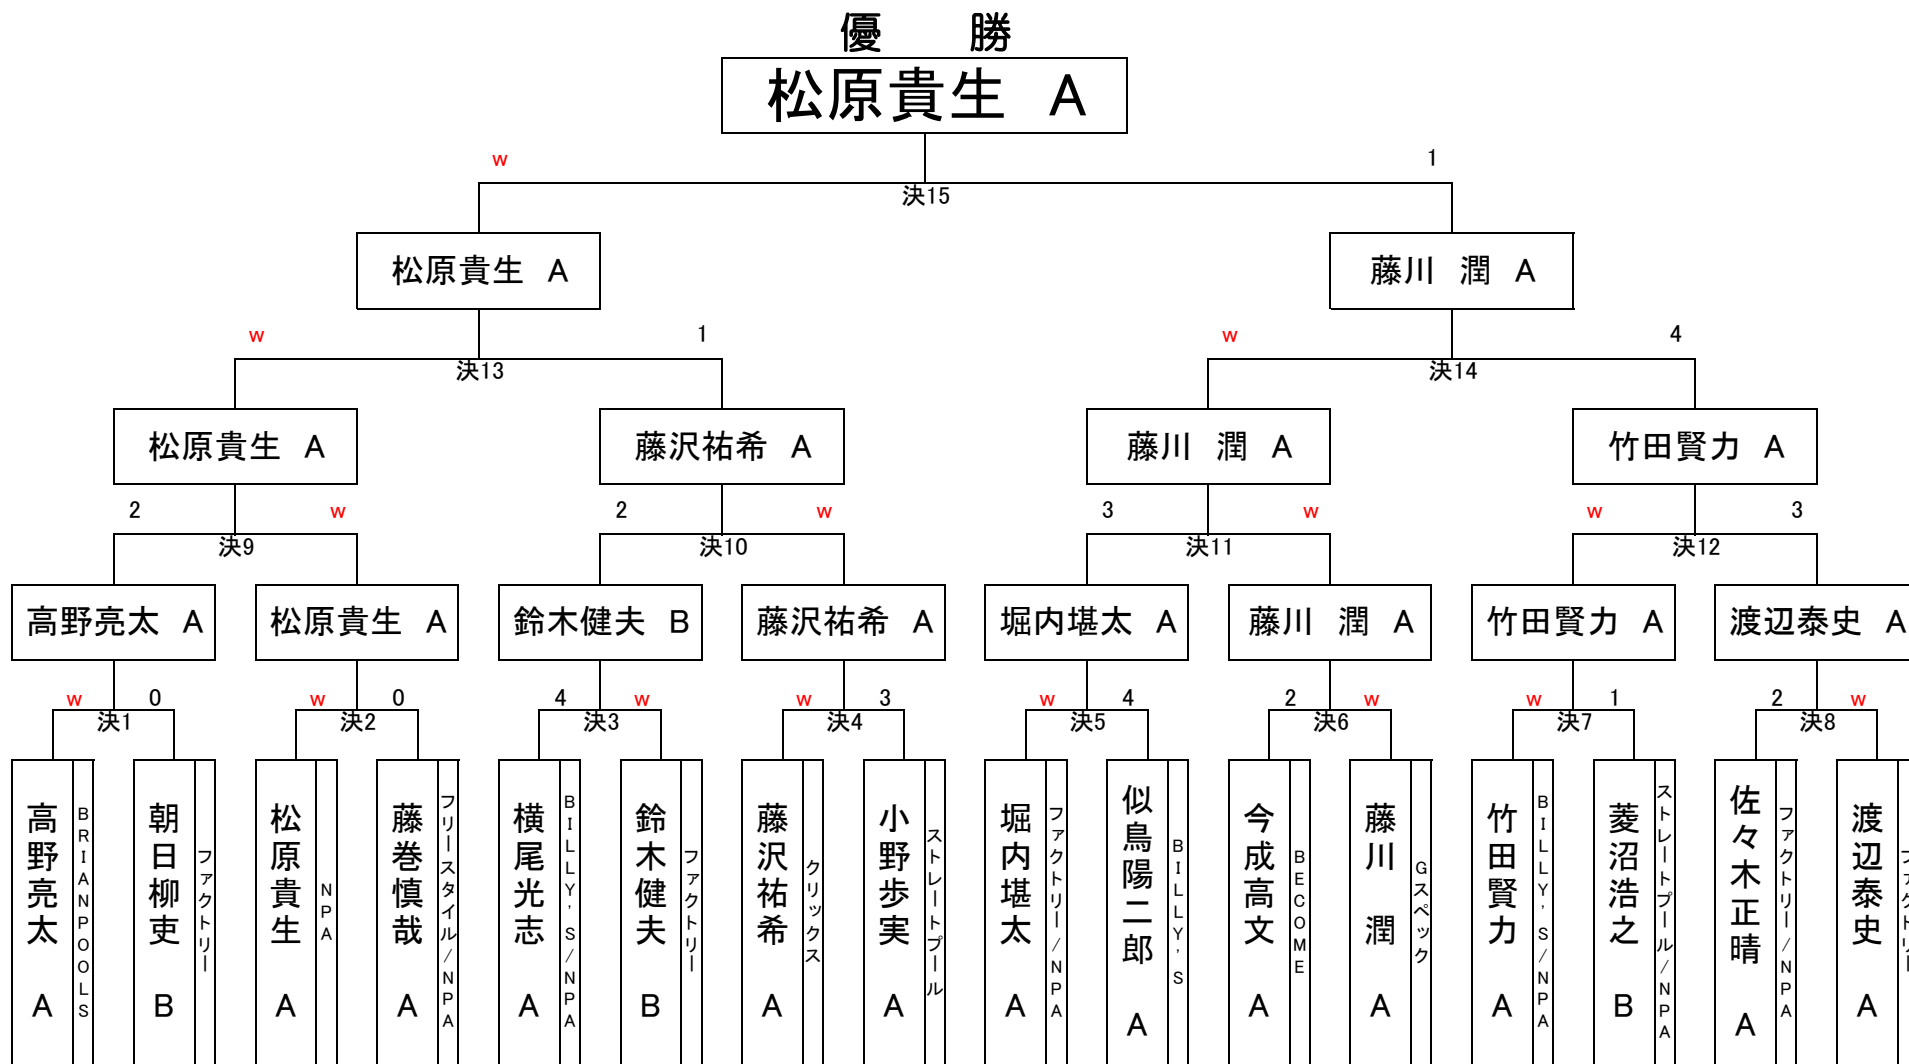 優　勝
松原貴生　A
w 1
決15
松原貴生　A 藤川　潤　A
w 1 w 4
決13 決14
松原貴生　A 藤沢祐希　A 藤川　潤　A 竹田賢力　A
2 w 2 w 3 w w 3
決9 決10 決11 決12
高野亮太　A 松原貴生　A 鈴木健夫　B 藤沢祐希　A 堀内堪太　A 藤川　潤　A 竹田賢力　A 渡辺泰史　A
w 0 w 0 4 w w 3 w 4 2 w w 1 2 w
決1 決2 決3 決4 決5 決6 決7 決8
高野亮太　A
BRIANPOOLS
朝日柳吏　B
ファクトリー
松原貴生　A
NPA
藤巻慎哉　A
フリースタイル/NPA
横尾光志　A
BILLY'S/NPA
鈴木健夫　B
ファクトリー
藤沢祐希　A
クリックス
小野歩実　A
ストレートプール
堀内堪太　A
ファクトリー/NPA
似鳥陽二郎　A
BILLY'S
今成高文　A
BECOME
藤川　潤　A
Gスペック
竹田賢力　A
BILLY'S/NPA
菱沼浩之　B
ストレートプール/NPA
佐々木正晴　A
ファクトリー/NPA
渡辺泰史　A
ファクトリー